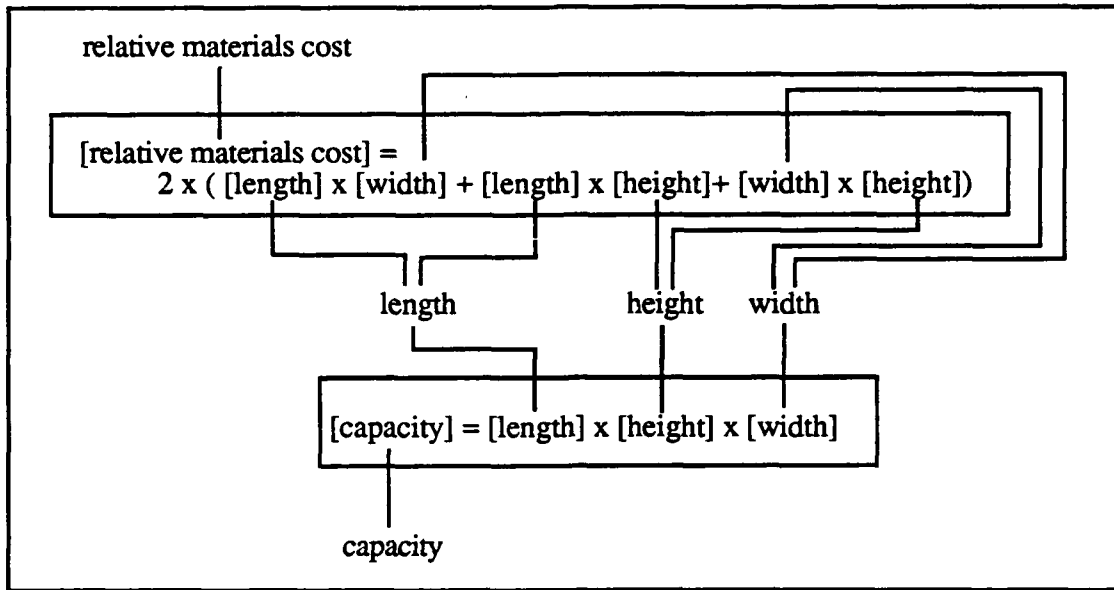 relative materials cost
[relative materials cost] =
2 x ( [length] x [width] + [length] x [height]+ [width] x [height])
length height width
[capacity] = [length] x [height] x [width]
capacity